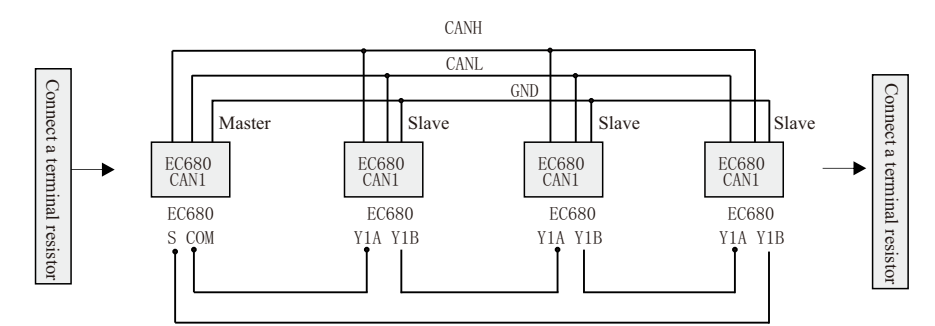 CANH
CANL
GND
Connect a terminal resistor
Master
Slave
Slave
Slave
Connect a terminal resistor
EC680
CAN1
EC680
CAN1
EC680
CAN1
EC680
CAN1
EC680
EC680
EC680
EC680
S COM
Y1A Y1B
Y1A Y1B
Y1A Y1B